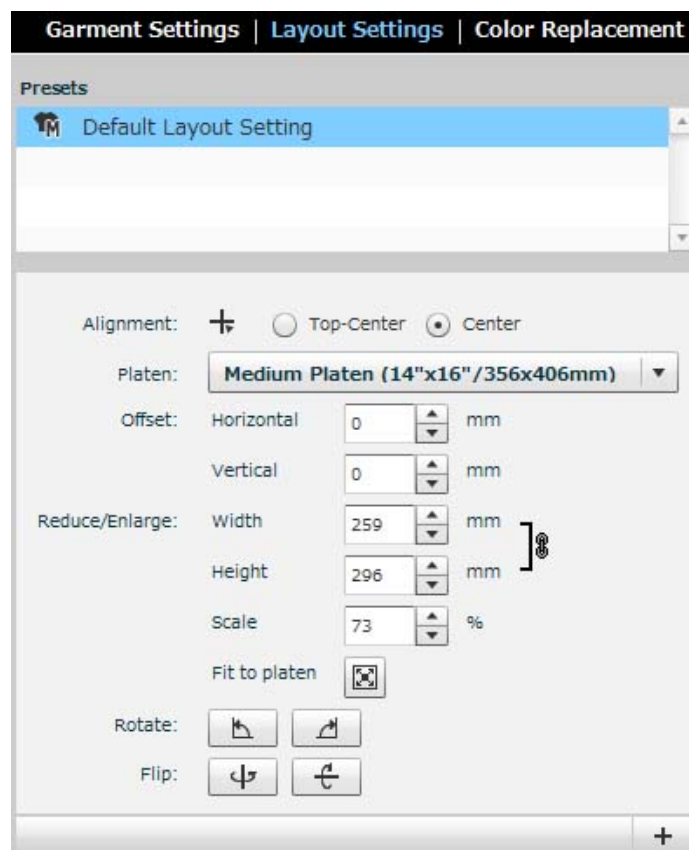 Garment Settings | Layout Settings | Color Replacement
Presets
M Default Layout Setting
Alignment: Top-Center Center
Platen: Medium Platen (14"x16"/356x406mm)
Offset: Horizontal 0 mm
Vertical 0 mm
Reduce/Enlarge: Width 259 mm
Height 296 mm
Scale 73 %
Fit to platen
Rotate:
Flip:
+